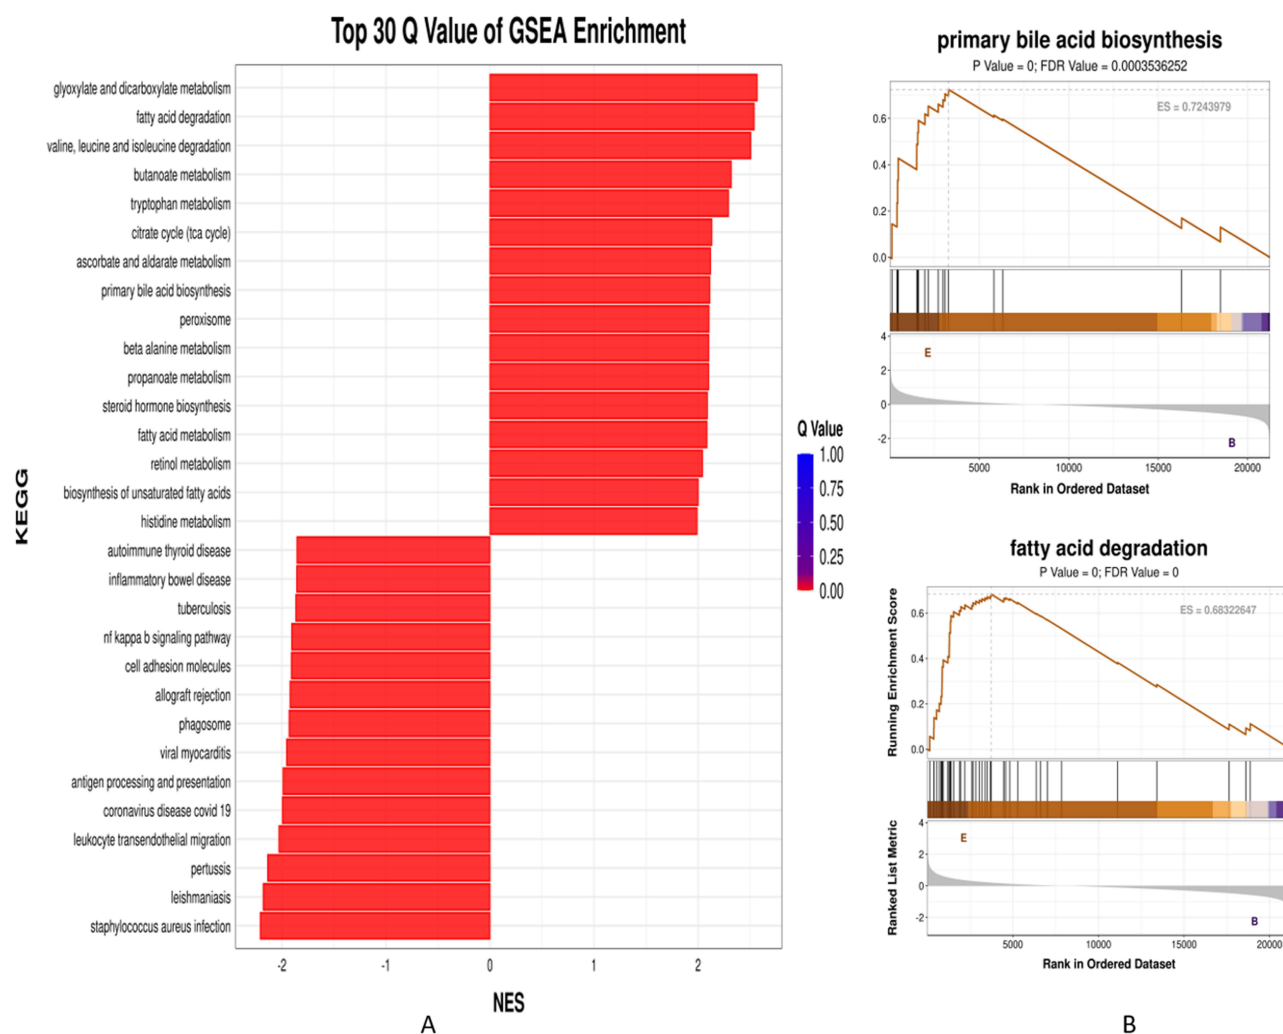 Top 30 Q Value of GSEA Enrichment
KEGG
glyoxylate and dicarboxylate metabolism
fatty acid degradation
valine, leucine and isoleucine degradation
butanoate metabolism
tryptophan metabolism
citrate cycle (tca cycle)
ascorbate and aldarate metabolism
primary bile acid biosynthesis
peroxisome
beta alanine metabolism
propanoate metabolism
steroid hormone biosynthesis
fatty acid metabolism
retinol metabolism
biosynthesis of unsaturated fatty acids
histidine metabolism
autoimmune thyroid disease
inflammatory bowel disease
tuberculosis
nf kappa b signaling pathway
cell adhesion molecules
allograft rejection
phagosome
viral myocarditis
antigen processing and presentation
coronavirus disease covid 19
leukocyte transendothelial migration
pertussis
leishmaniasis
staphylococcus aureus infection
-2 -1 0 1 2
NES
A
Q Value
1.00
0.75
0.50
0.25
0.00
primary bile acid biosynthesis
P Value = 0; FDR Value = 0.0003536252
ES = 0.7243979
0.6
0.4
0.2
0.0
4
2
0
-2
E
B
5000 10000 15000 20000
Rank in Ordered Dataset
fatty acid degradation
P Value = 0; FDR Value = 0
Running Enrichment Score
ES = 0.68322647
0.6
0.4
0.2
0.0
Ranked List Metric
4
2
0
-2
E
B
5000 10000 15000 20000
Rank in Ordered Dataset
B